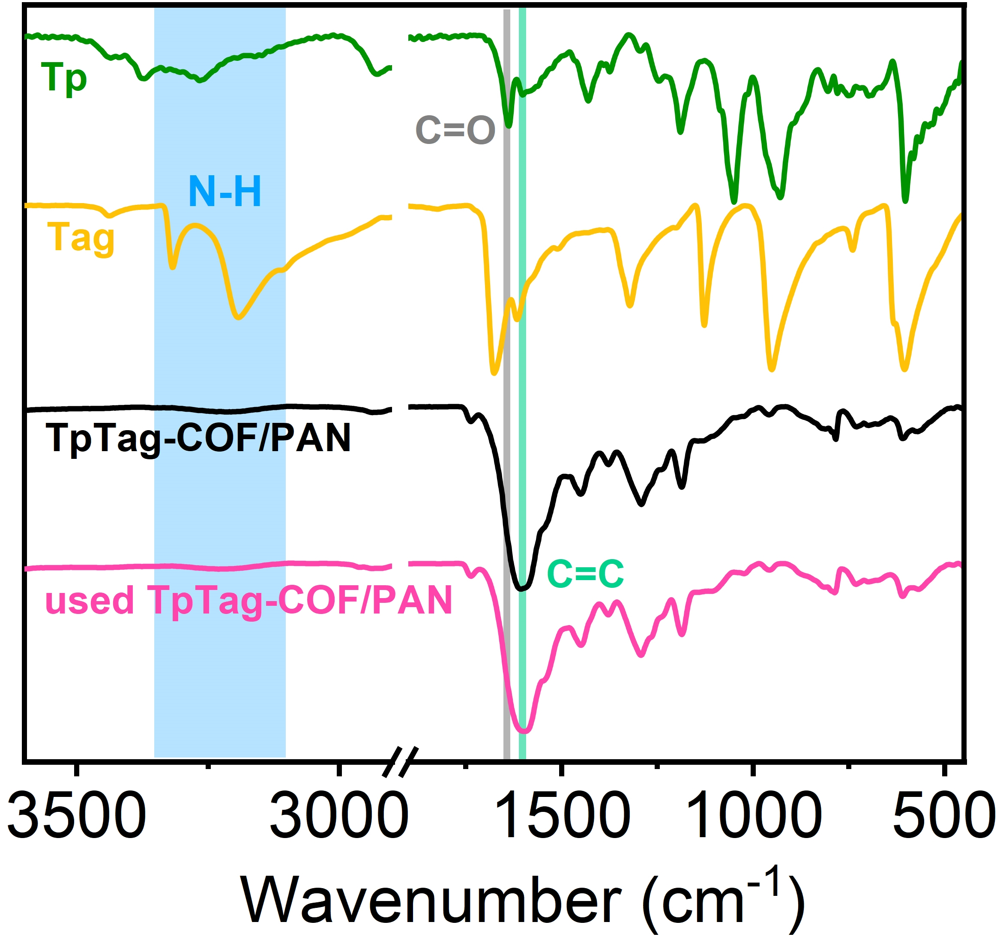 Tp
C=O
N-H
Tag
TpTag-COF/PAN
C=C
used TpTag-COF/PAN
3500 3000 1500 1000 500
Wavenumber (cm⁻¹)